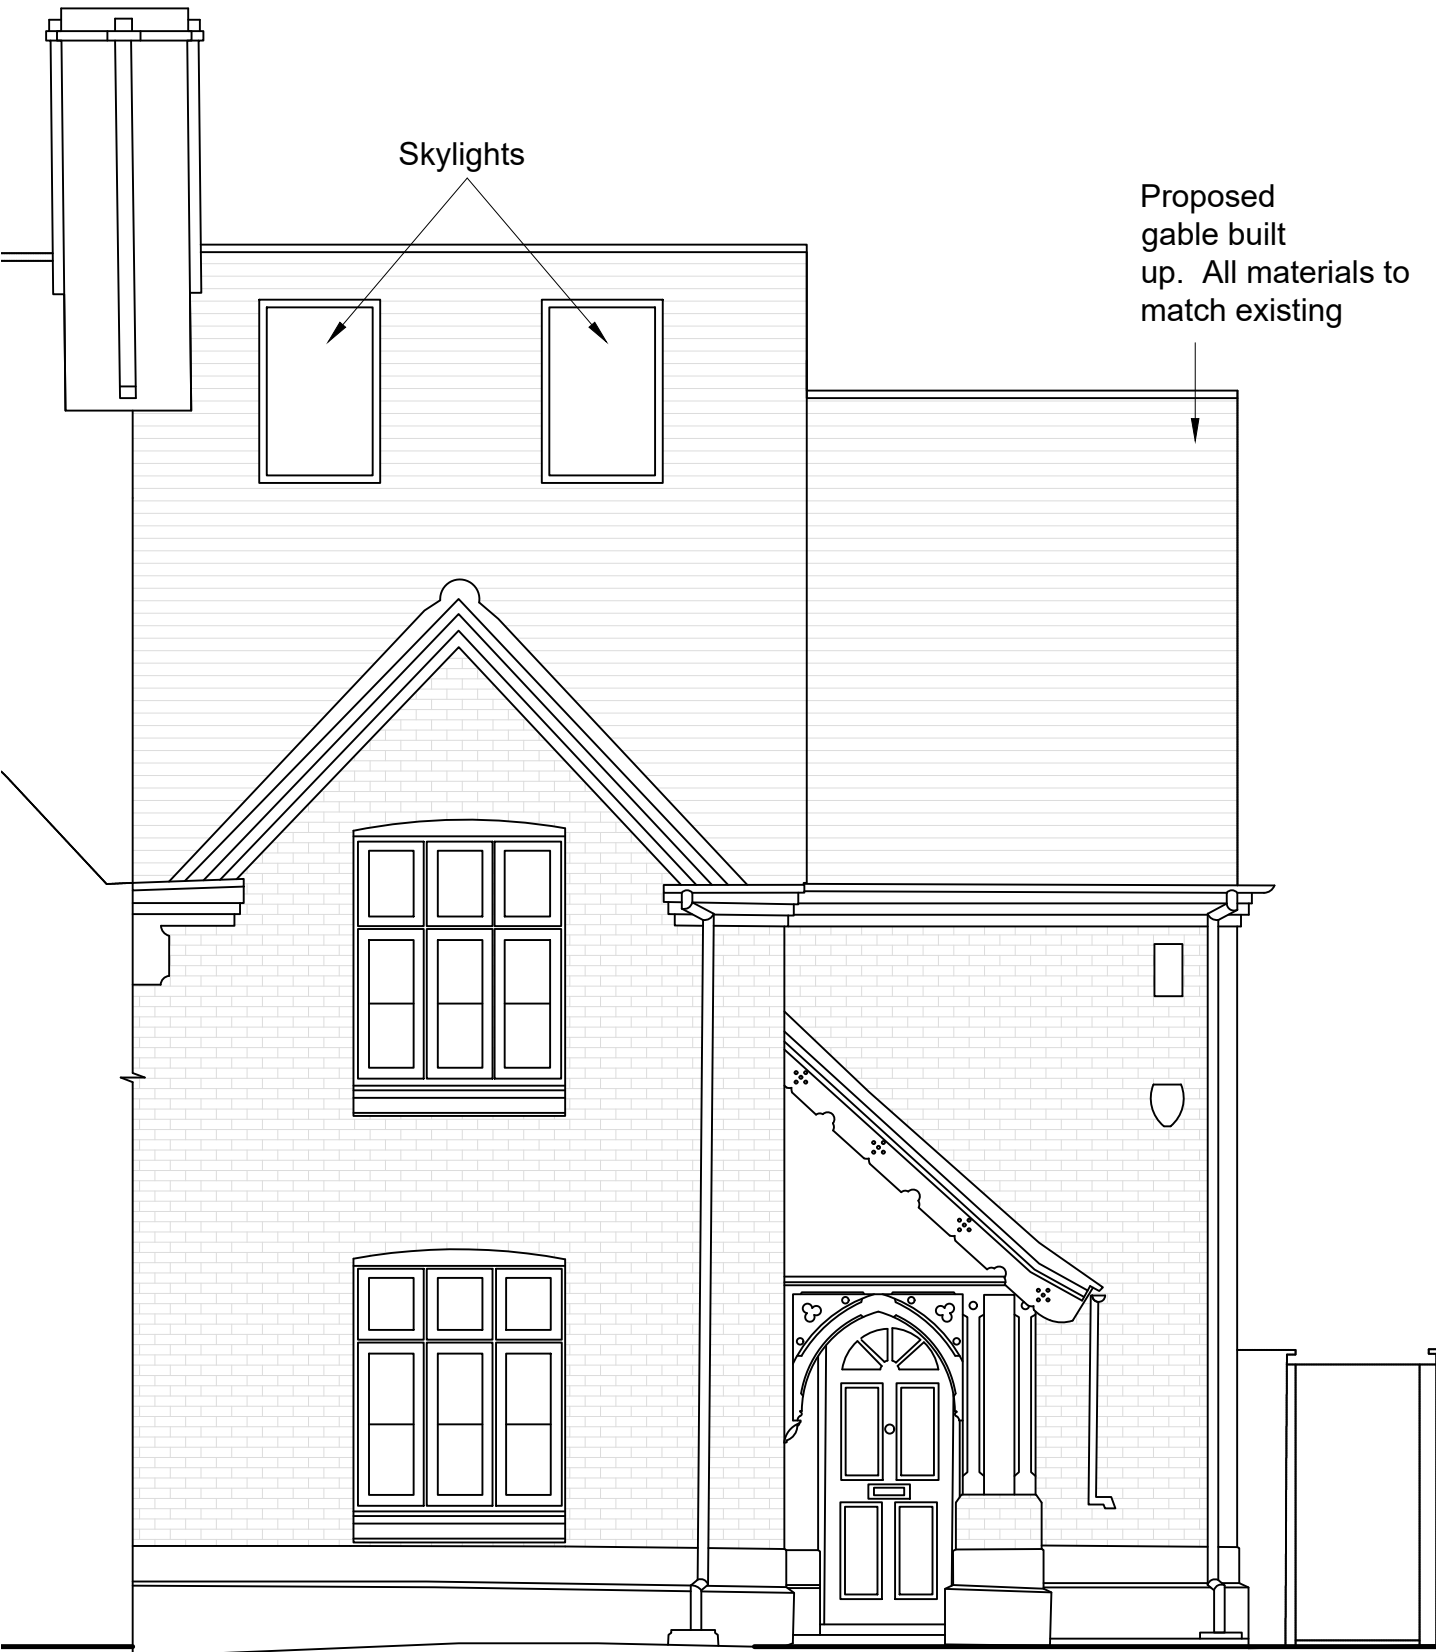 Skylights
Proposed
gable built
up.  All materials to
match existing